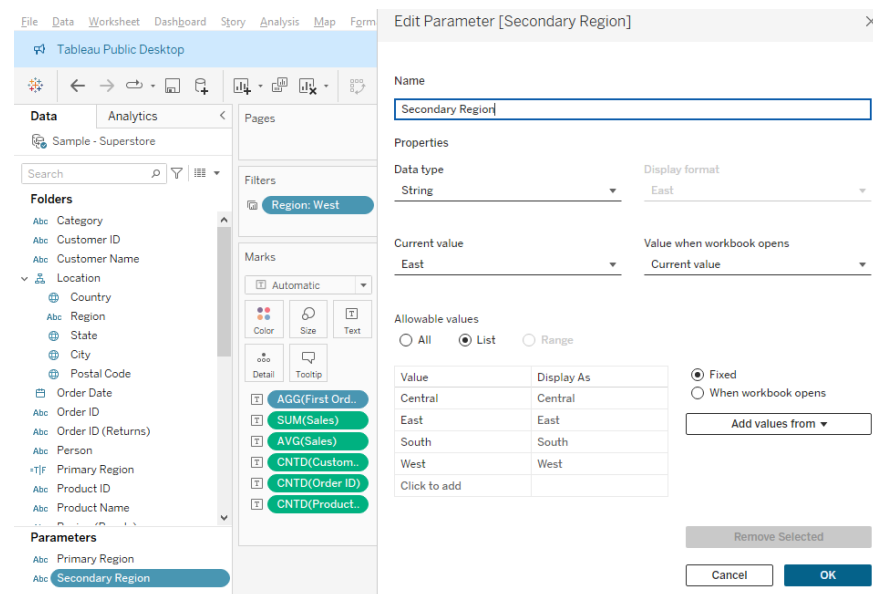 File Data Worksheet Dashboard Story Analysis Map Form
Tableau Public Desktop
Data Analytics
Sample - Superstore
Search
Folders
Abc Category
Abc Customer ID
Abc Customer Name
Location
Country
Abc Region
State
City
Postal Code
Order Date
Abc Order ID
Abc Order ID (Returns)
Abc Person
=T|F Primary Region
Abc Product ID
Abc Product Name
Parameters
Abc Primary Region
Abc Secondary Region
Pages
Filters
Region: West
Marks
T Automatic
Color Size Text
Detail Tooltip
AGG(First Ord..
SUM(Sales)
AVG(Sales)
CNTD(Custom..
CNTD(Order ID)
CNTD(Product..
Edit Parameter [Secondary Region]
Name
Secondary Region
Properties
Data type Display format
String East
Current value Value when workbook opens
East Current value
Allowable values
All List Range
Value Display As
Central Central
East East
South South
West West
Click to add
Fixed
When workbook opens
Add values from
Remove Selected
Cancel OK